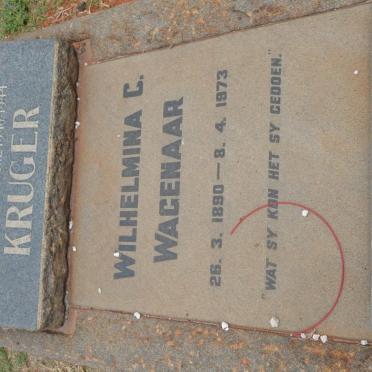 KRUGER
WILHELMINA C.
WAGENAAR
26. 3. 1890 — 8. 4. 1973
"WAT SY KON HET SY GEDOEN."